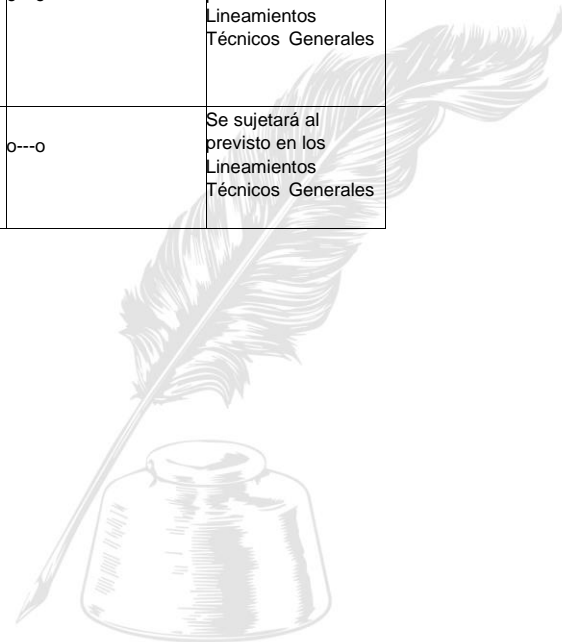 Lineamientos
Técnicos Generales
o---o
Se sujetará al
previsto en los
Lineamientos
Técnicos Generales